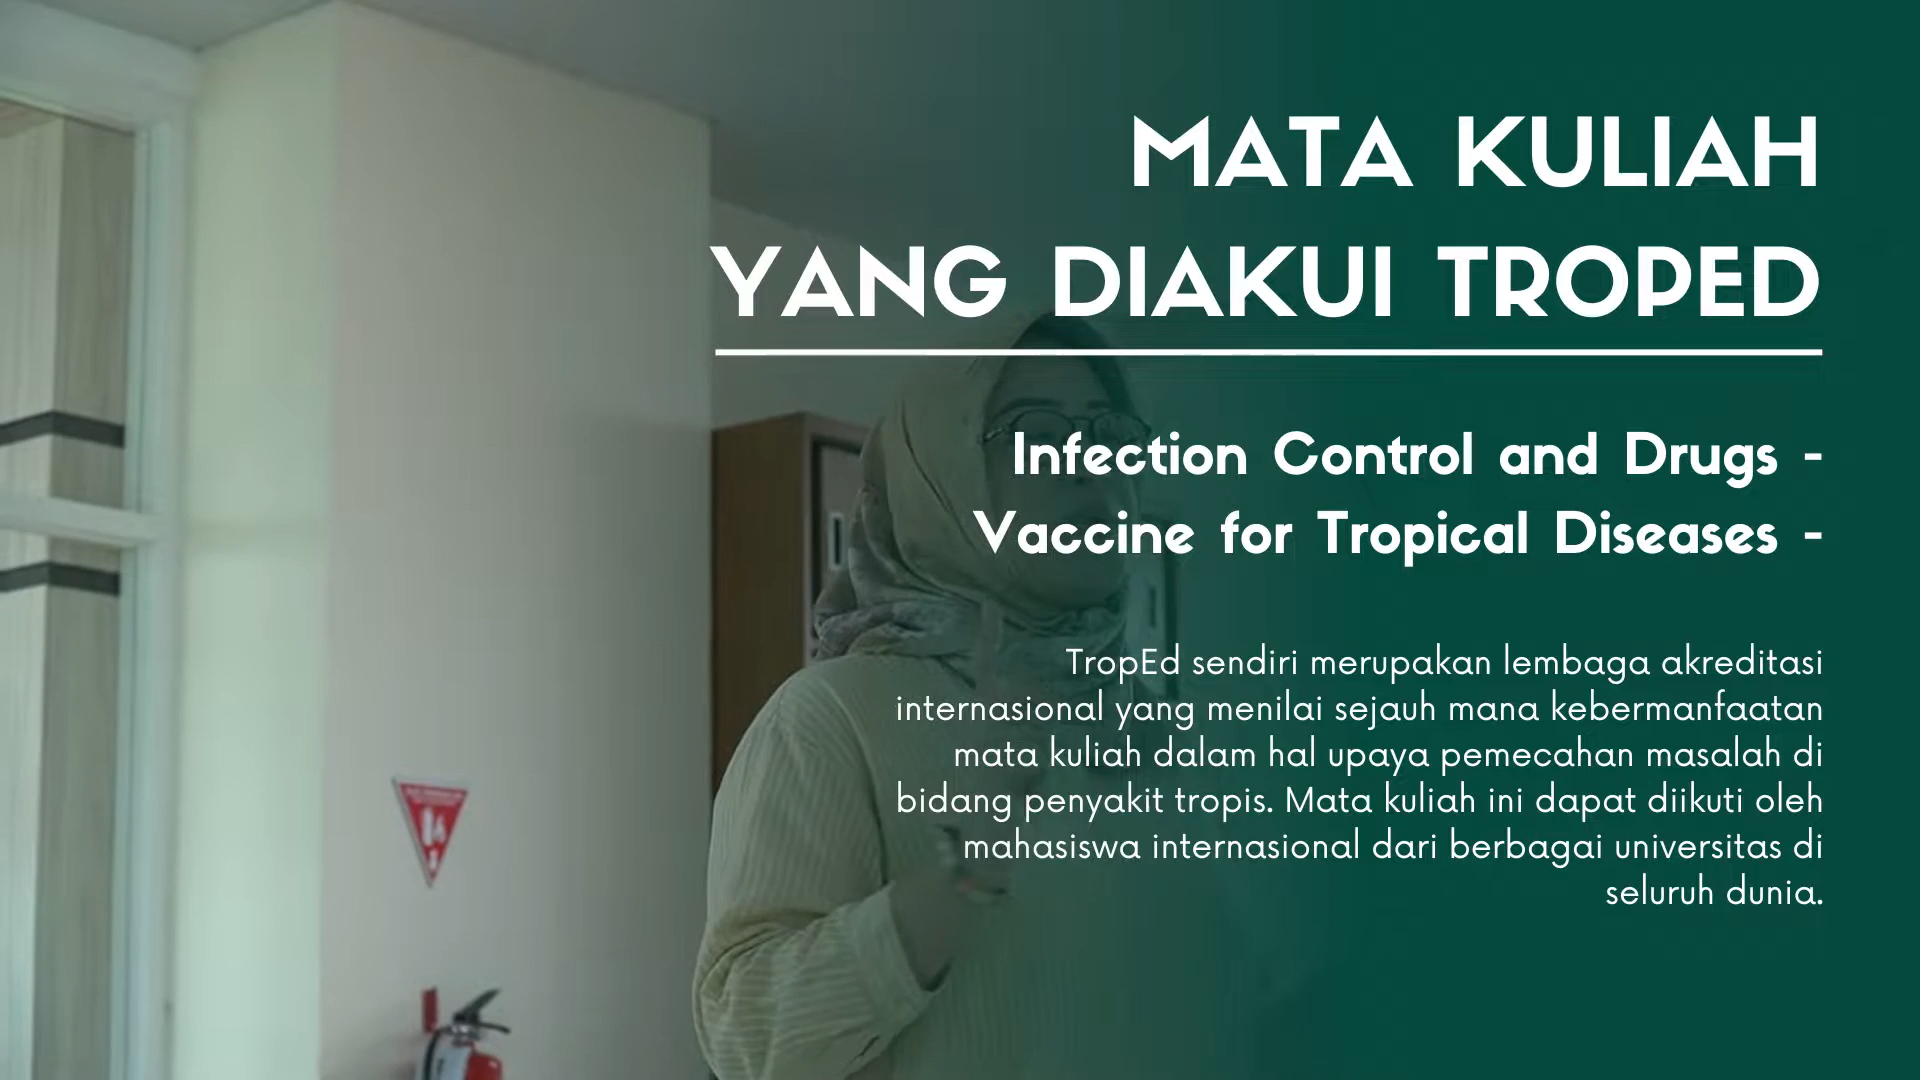 MATA KULIAH
YANG DIAKUI TROPED
Infection Control and Drugs -
Vaccine for Tropical Diseases -
TropEd sendiri merupakan lembaga akreditasi
internasional yang menilai sejauh mana kebermanfaatan
mata kuliah dalam hal upaya pemecahan masalah di
bidang penyakit tropis. Mata kuliah ini dapat diikuti oleh
mahasiswa internasional dari berbagai universitas di
seluruh dunia.